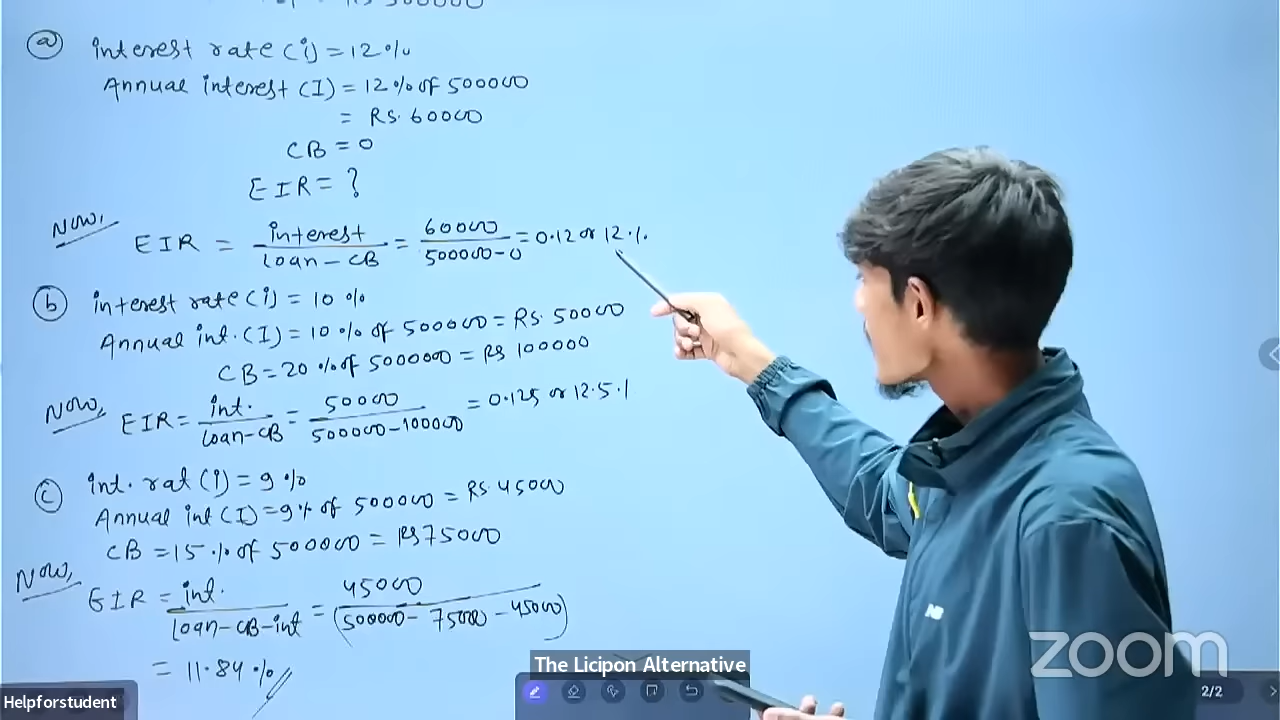 (a) interest rate (i) = 12%
Annual interest (I) = 12% of 500000
= RS. 60000
CB = 0
EIR = ?
Now, EIR = interest / loan - CB = 60000 / 500000 - 0 = 0.12 or 12%
(b) interest rate (i) = 10%
Annual int. (I) = 10% of 500000 = RS. 50000
CB = 20% of 5000000 = RS 100000
Now, EIR = int. / loan - CB = 50000 / 500000 - 100000 = 0.125 or 12.5%
(c) Int. rat (i) = 9%
Annual int (I) = 9% of 500000 = RS. 45000
CB = 15% of 500000 = RS 75000
Now, EIR = int. / loan - CB - int = 45000 / (500000 - 75000 - 45000)
= 11.84%
zoom
The Licipon Alternative
Helpforstudent
2/2